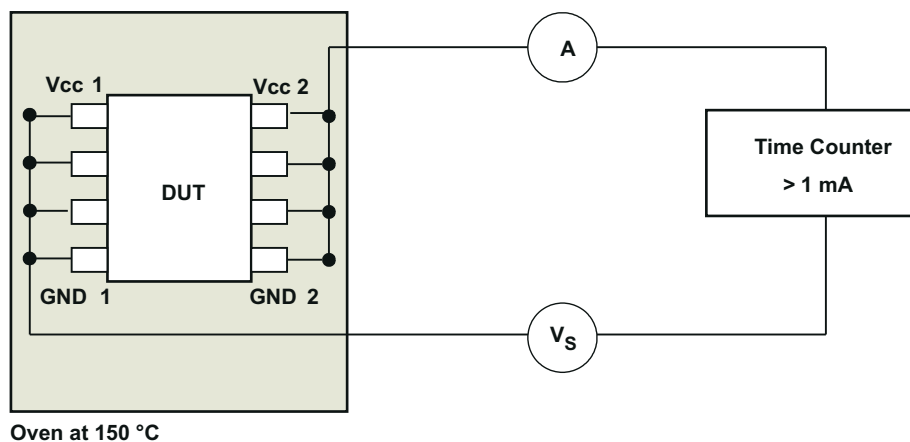 Vcc 1
Vcc 2
DUT
GND 1
GND 2
A
Time Counter
> 1 mA
VS
Oven at 150 °C